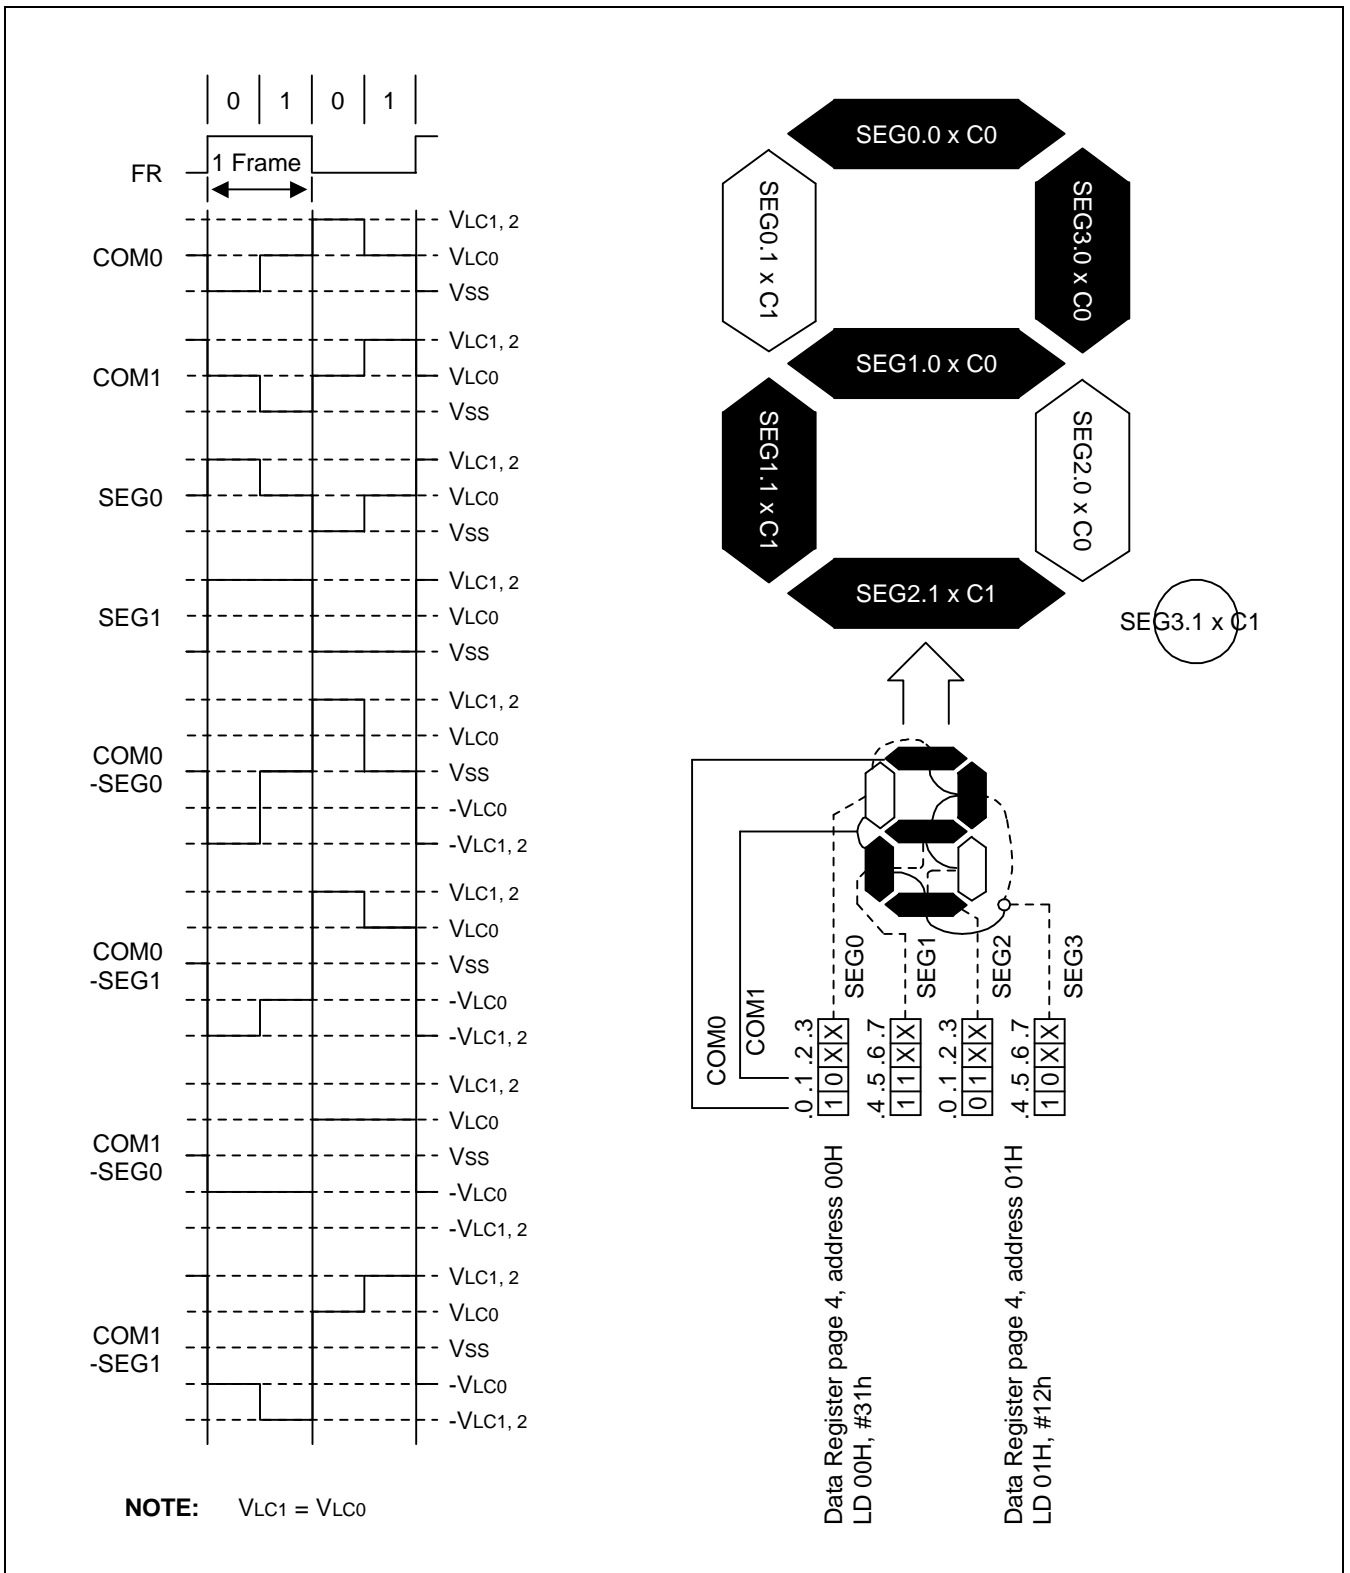 0 1 0 1
FR
1 Frame
COM0
VLC1, 2
VLC0
VSS
COM1
VLC1, 2
VLC0
VSS
SEG0
VLC1, 2
VLC0
VSS
SEG1
VLC1, 2
VLC0
VSS
COM0
-SEG0
VLC1, 2
VLC0
VSS
-VLC0
-VLC1, 2
COM0
-SEG1
VLC1, 2
VLC0
VSS
-VLC0
-VLC1, 2
COM1
-SEG0
VLC1, 2
VLC0
VSS
-VLC0
-VLC1, 2
COM1
-SEG1
VLC1, 2
VLC0
VSS
-VLC0
-VLC1, 2
NOTE: VLC1 = VLC0
SEG0.0 x C0
SEG0.1 x C1
SEG3.0 x C0
SEG1.0 x C0
SEG1.1 x C1
SEG2.0 x C0
SEG2.1 x C1
SEG3.1 x C1
COM0
COM1
SEG0
SEG1
SEG2
SEG3
.0 .1 .2 .3
1 0 X X
.4 .5 .6 .7
1 1 X X
.0 .1 .2 .3
0 1 X X
.4 .5 .6 .7
1 0 X X
Data Register page 4, address 00H
LD 00H, #31h
Data Register page 4, address 01H
LD 01H, #12h